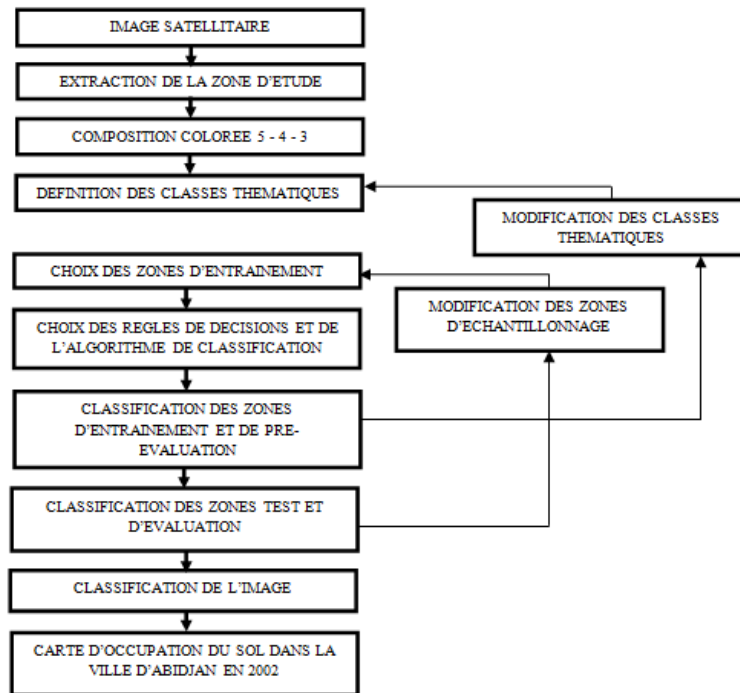 IMAGE SATELLITAIRE
EXTRACTION DE LA ZONE D'ETUDE
COMPOSITION COLOREE 5 - 4 - 3
DEFINITION DES CLASSES THEMATIQUES
MODIFICATION DES CLASSES
THEMATIQUES
CHOIX DES ZONES D'ENTRAINEMENT
MODIFICATION DES ZONES
D'ECHANTILLONNAGE
CHOIX DES REGLES DE DECISIONS ET DE
L'ALGORITHME DE CLASSIFICATION
CLASSIFICATION DES ZONES
D'ENTRAINEMENT ET DE PRE-
EVALUATION
CLASSIFICATION DES ZONES TEST ET
D'EVALUATION
CLASSIFICATION DE L'IMAGE
CARTE D'OCCUPATION DU SOL DANS LA
VILLE D'ABIDJAN EN 2002